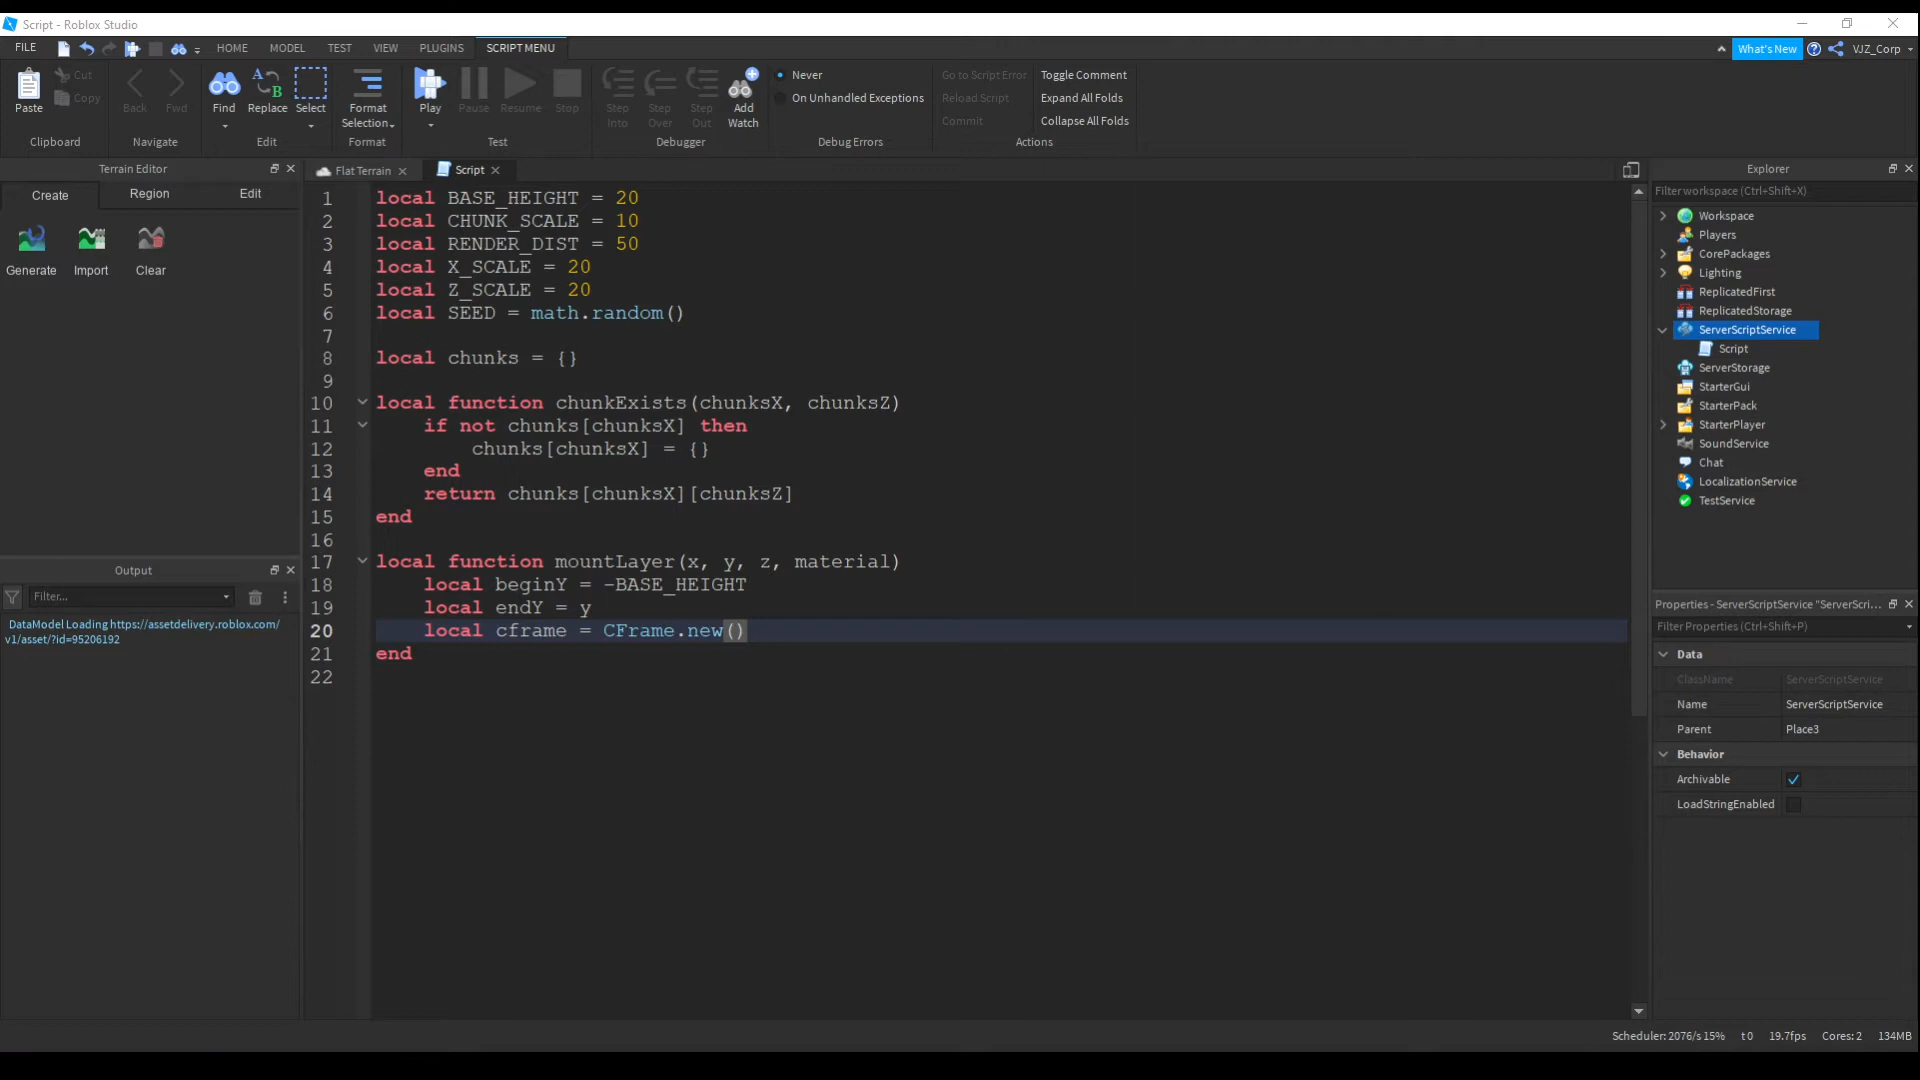 Script - Roblox Studio
FILE HOME MODEL TEST VIEW PLUGINS SCRIPT MENU What's New VJZ_Corp
Paste Cut Copy Back Fwd Find Replace Select Format Selection Play Pause Resume Stop Step Into Step Over Step Out Add Watch Never On Unhandled Exceptions Go to Script Error Reload Script Commit Toggle Comment Expand All Folds Collapse All Folds
Clipboard Navigate Edit Format Test Debugger Debug Errors Actions
Terrain Editor
Create Region Edit
Generate Import Clear
Output
Filter...
DataModel Loading https://assetdelivery.roblox.com/
v1/asset/?id=95206192
Flat Terrain Script
1 local BASE_HEIGHT = 20
2 local CHUNK_SCALE = 10
3 local RENDER_DIST = 50
4 local X_SCALE = 20
5 local Z_SCALE = 20
6 local SEED = math.random()
7
8 local chunks = {}
9
10 local function chunkExists(chunksX, chunksZ)
11 if not chunks[chunksX] then
12 chunks[chunksX] = {}
13 end
14 return chunks[chunksX][chunksZ]
15 end
16
17 local function mountLayer(x, y, z, material)
18 local beginY = -BASE_HEIGHT
19 local endY = y
20 local cframe = CFrame.new()
21 end
22
Explorer
Filter workspace (Ctrl+Shift+X)
Workspace
Players
CorePackages
Lighting
ReplicatedFirst
ReplicatedStorage
ServerScriptService
Script
ServerStorage
StarterGui
StarterPack
StarterPlayer
SoundService
Chat
LocalizationService
TestService
Properties - ServerScriptService "ServerScri...
Filter Properties (Ctrl+Shift+P)
Data
ClassName ServerScriptService
Name ServerScriptService
Parent Place3
Behavior
Archivable
LoadStringEnabled
Scheduler: 2076/s 15% t 0 19.7fps Cores: 2 134MB